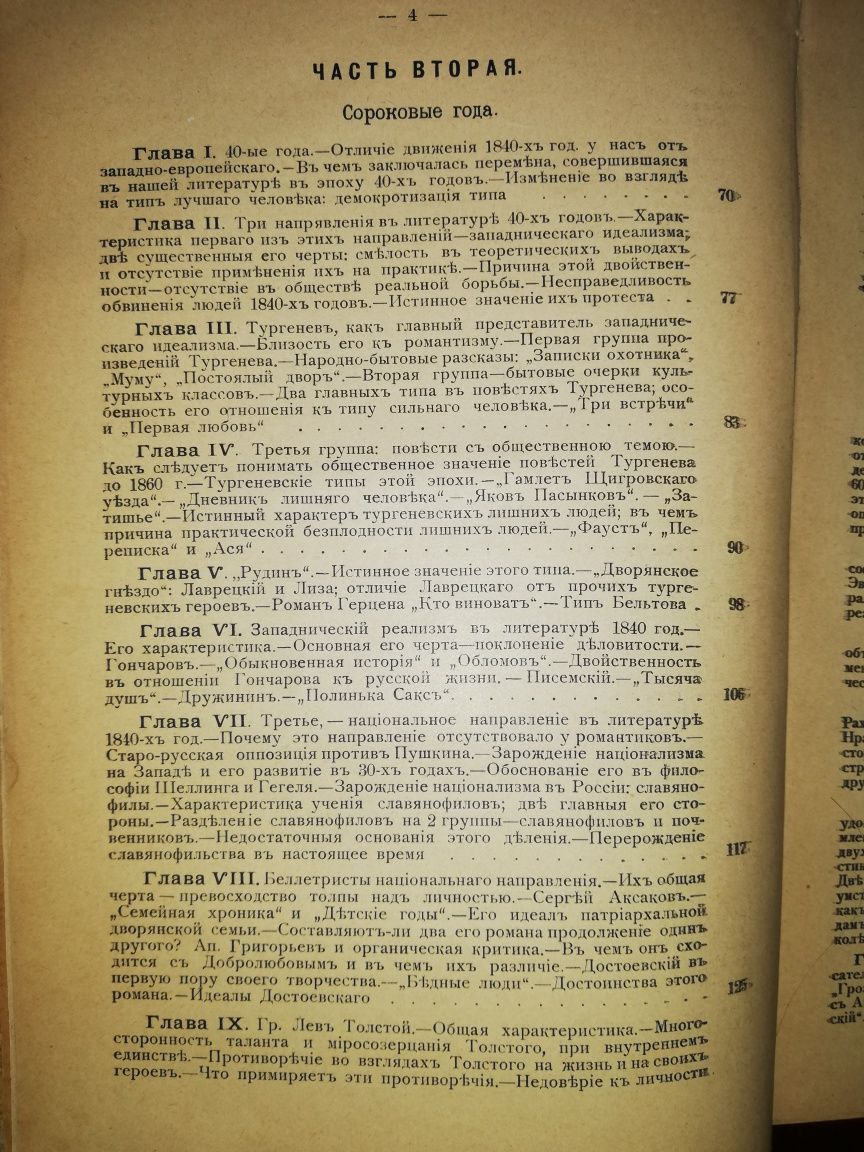 — 4 —
ЧАСТЬ ВТОРАЯ.
Сороковые года.
Глава I. 40-ые года.—Отличіе движенія 1840-хъ год. у насъ отъ
западно-европейскаго.—Въ чемъ заключалась перемѣна, совершившаяся
въ нашей литературѣ въ эпоху 40-хъ годовъ.—Измѣненіе во взглядѣ
на типъ лучшаго человѣка: демокротизація типа . . . . . . . 70
Глава II. Три напрявленія въ литературѣ 40-хъ годовъ.—Харак-
теристика перваго изъ этихъ направленій—западническаго идеализма;
двѣ существенныя его черты: смѣлость въ теоретическихъ выводахъ
и отсутствіе примѣненія ихъ на практикѣ.—Причина этой двойствен-
ности—отсутствіе въ обществѣ реальной борьбы.—Несправедливость
обвиненія людей 1840-хъ годовъ.—Истинное значеніе ихъ протеста . . 77
Глава III. Тургеневъ, какъ главный представитель западниче-
скаго идеализма.—Близость его къ романтизму.—Первая группа про-
изведеній Тургенева.—Народно-бытовые разсказы: „Записки охотника“,
„Муму“, „Постоялый дворъ“.—Вторая группа—бытовые очерки куль-
турныхъ классовъ.—Два главныхъ типа въ повѣстяхъ Тургенева; осо-
бенность его отношенія къ типу сильнаго человѣка.—„Три встрѣчи“
и „Первая любовь“ . . . . . . . . . . . . . . . . . 83
Глава IV. Третья группа: повѣсти съ общественною темою.—
Какъ слѣдуетъ понимать общественное значеніе повѣстей Тургенева
до 1860 г.—Тургеневскіе типы этой эпохи.—„Гамлетъ Щигровскаго
уѣзда“.—„Дневникъ лишняго человѣка“.—„Яковъ Пасынковъ“. — „За-
тишье“.—Истинный характеръ тургеневскихъ лишнихъ людей; въ чемъ
причина практической безплодности лишнихъ людей.—„Фаустъ“, „Пе-
реписка“ и „Ася“ . . . . . . . . . . . . . . . . . . 90
Глава V. „Рудинъ“.—Истинное значеніе этого типа.—„Дворянское
гнѣздо“: Лаврецкій и Лиза; отличіе Лаврецкаго отъ прочихъ турге-
невскихъ героевъ.—Романъ Герцена „Кто виноватъ“.—Типъ Бельтова . 98
Глава VI. Западническій реализмъ въ литературѣ 1840 год.—
Его характеристика.—Основная его черта—поклоненіе дѣловитости.—
Гончаровъ.—„Обыкновенная исторія“ и „Обломовъ“.—Двойственность
въ отношеніи Гончарова къ русской жизни. — Писемскій.—„Тысяча
душъ“.—Дружининъ.—„Полинька Саксъ“. . . . . . . . . . . 106
Глава VII. Третье, — національное направленіе въ литературѣ
1840-хъ год.—Почему это направленіе отсутствовало у романтиковъ.—
Старо-русская оппозиція противъ Пушкина.—Зарожденіе націонализма
на Западѣ и его развитіе въ 30-хъ годахъ.—Обоснованіе его въ фило-
софіи Шеллинга и Гегеля.—Зарожденіе націонализма въ Россіи: славяно-
филы.—Характеристика ученія славянофиловъ; двѣ главныя его сто-
роны.—Раздѣленіе славянофиловъ на 2 группы—славянофиловъ и поч-
венниковъ.—Недостаточныя основанія этого дѣленія.—Перерожденіе
славянофильства въ настоящее время . . . . . . . . . . 117
Глава VIII. Беллетристы національнаго направленія.—Ихъ общая
черта — превосходство толпы надъ личностью.—Сергѣй Аксаковъ.—
„Семейная хроника“ и „Дѣтскіе годы“.—Его идеалъ патріархальной
дворянской семьи.—Составляютъ-ли два его романа продолженіе одинъ
другого? Ап. Григорьевъ и органическая критика.—Въ чемъ онъ схо-
дится съ Добролюбовымъ и въ чемъ ихъ различіе.—Достоевскій въ
первую пору своего творчества.—„Бѣдные люди“.—Достоинства этого
романа.—Идеалы Достоевскаго . . . . . . . . . . . . 125
Глава IX. Гр. Левъ Толстой.—Общая характеристика.—Много-
сторонность таланта и міросозерцанія Толстого, при внутреннемъ
единствѣ.—Противорѣчіе во взглядахъ Толстого на жизнь и на своихъ
героевъ.—Что примиряетъ эти противорѣчія.—Недовѣріе къ личности